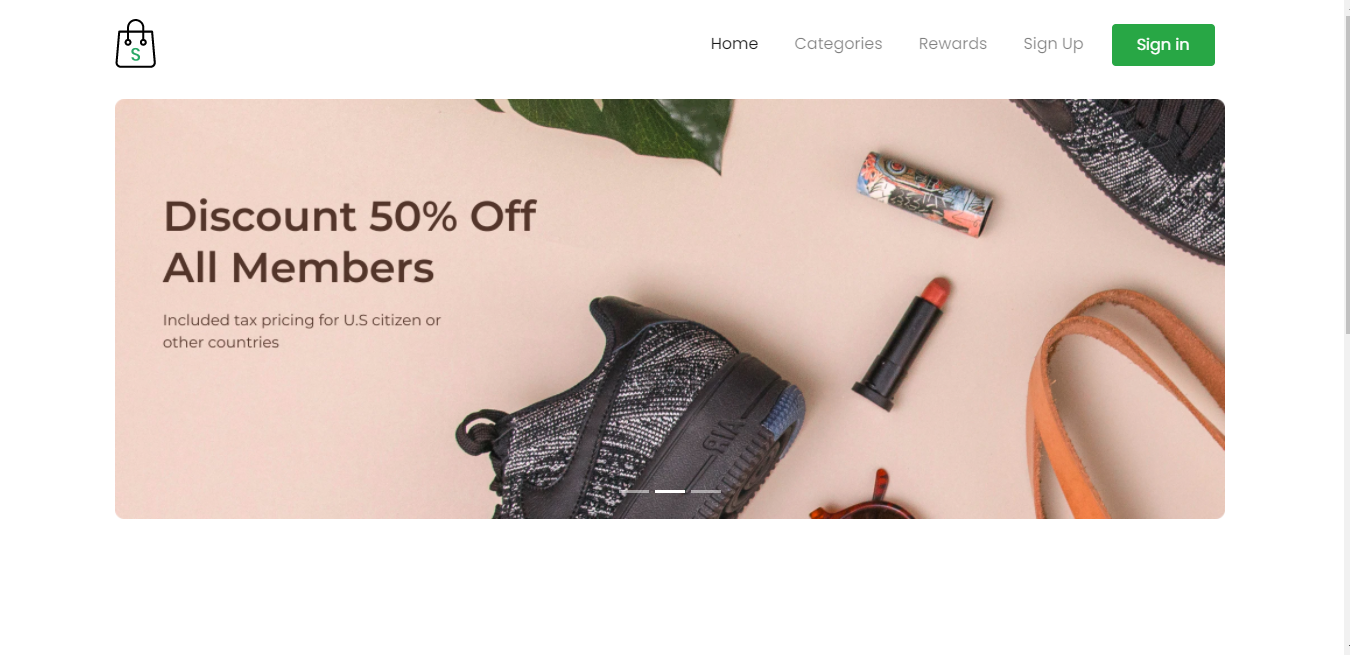 S
Home
Categories
Rewards
Sign Up
Sign in
Discount 50% Off
All Members
Included tax pricing for U.S citizen or
other countries
AIR